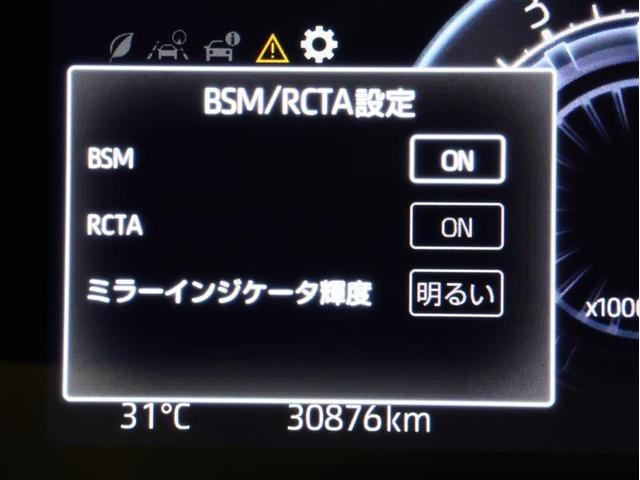 BSM/RCTA設定
BSM ON
RCTA ON
ミラーインジケータ輝度 明るい
x1000
31℃ 30876km